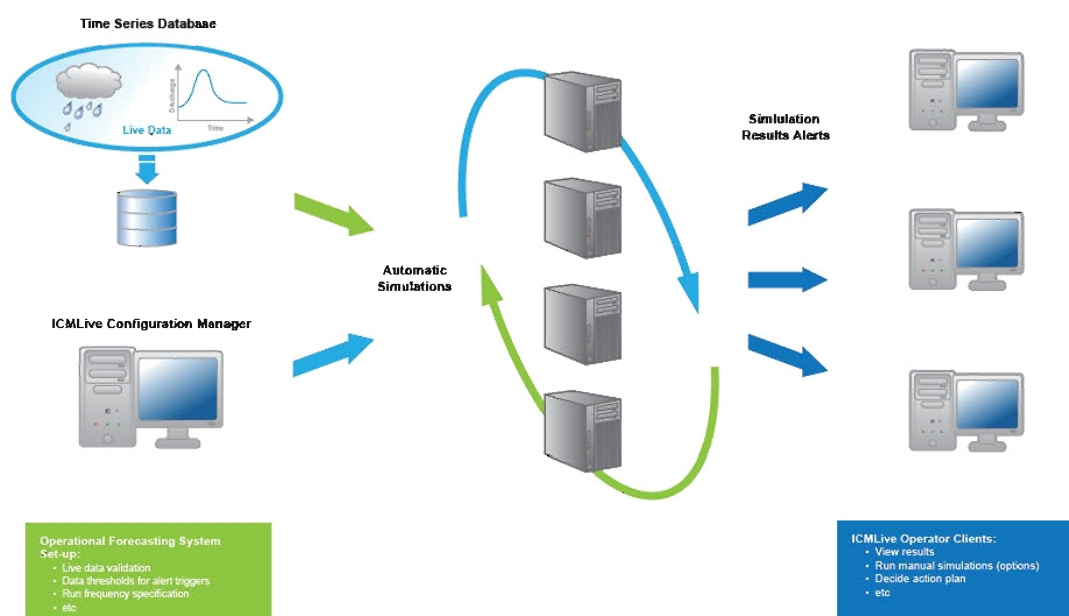 Time Series Database
Discharge
Time
Live Data
ICMLive Configuration Manager
Automatic
Simulations
Simlulation
Results Alerts
Operational Forecasting System
Set-up:
• Live data validation
• Data thresholds for alert triggers
• Run frequency specification
• etc
ICMLive Operator Clients:
• View results
• Run manual simulations (options)
• Decide action plan
• etc